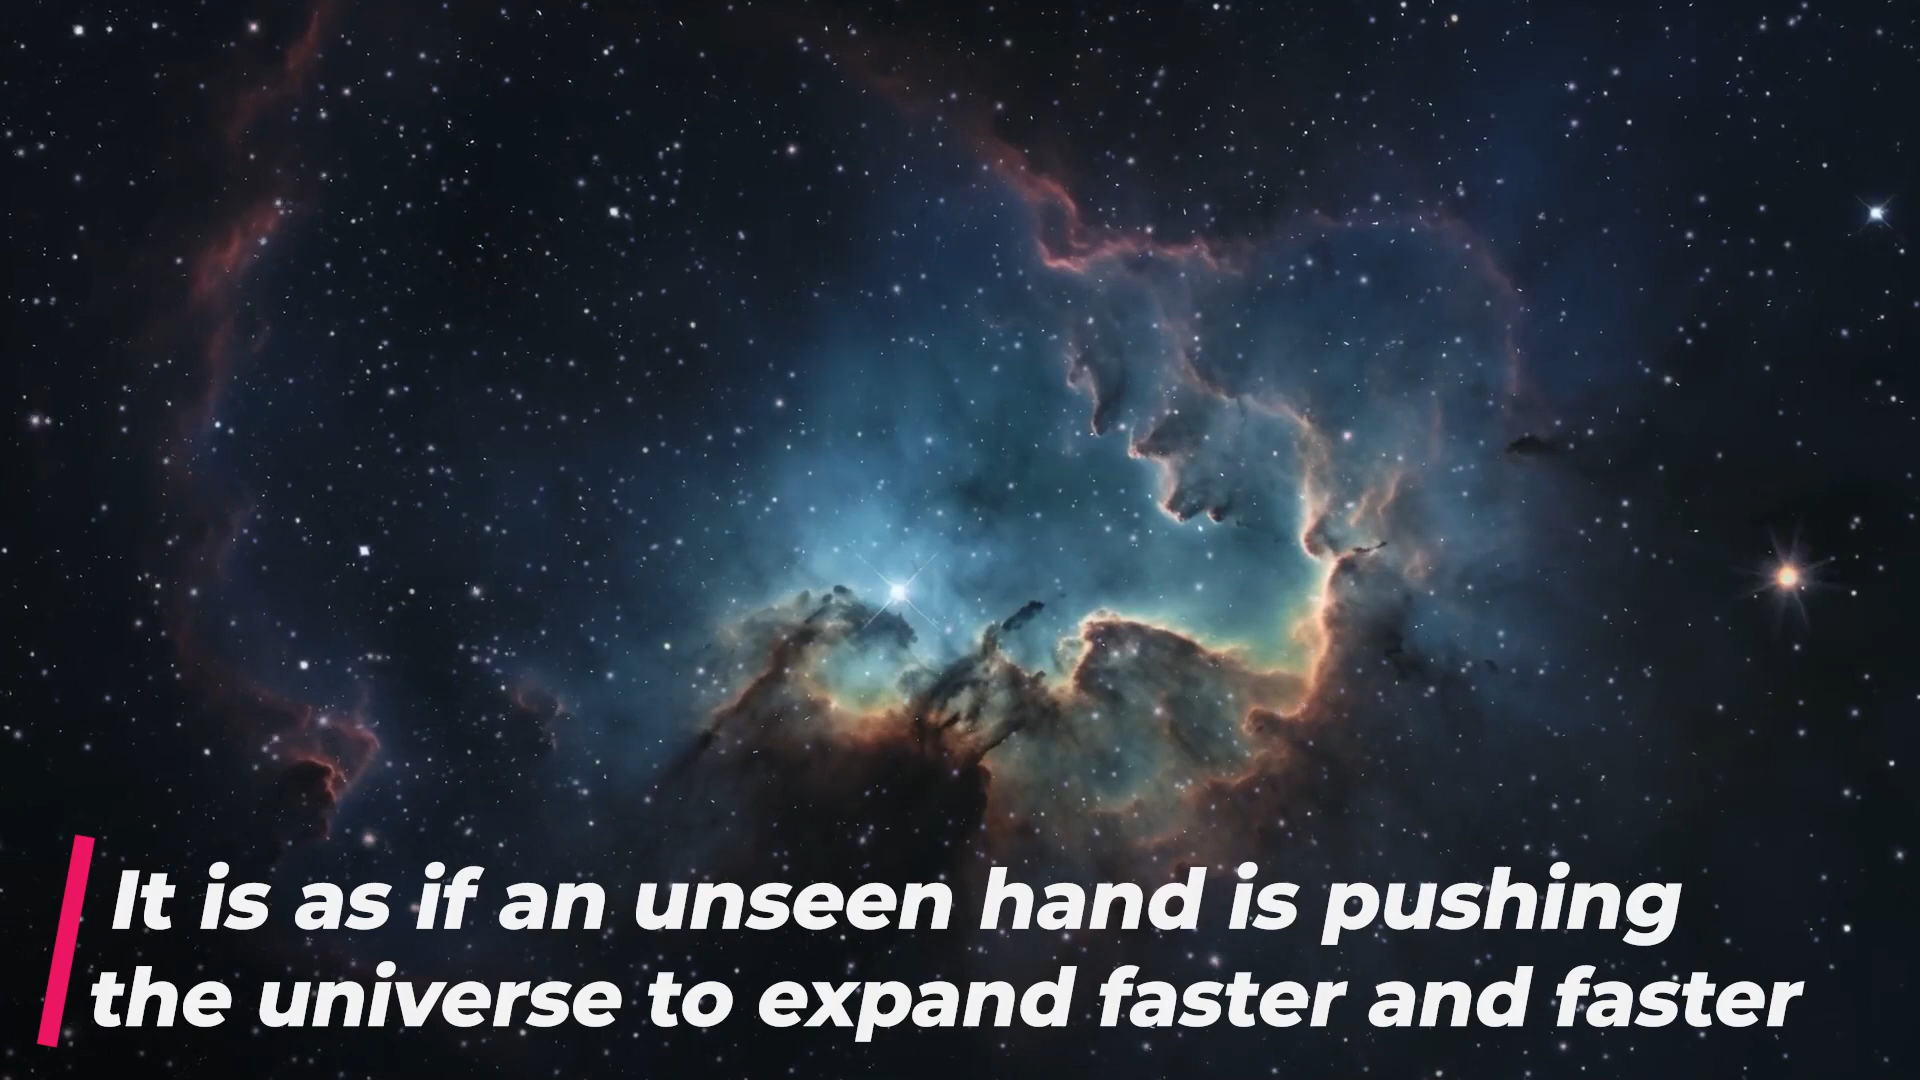 It is as if an unseen hand is pushing
the universe to expand faster and faster